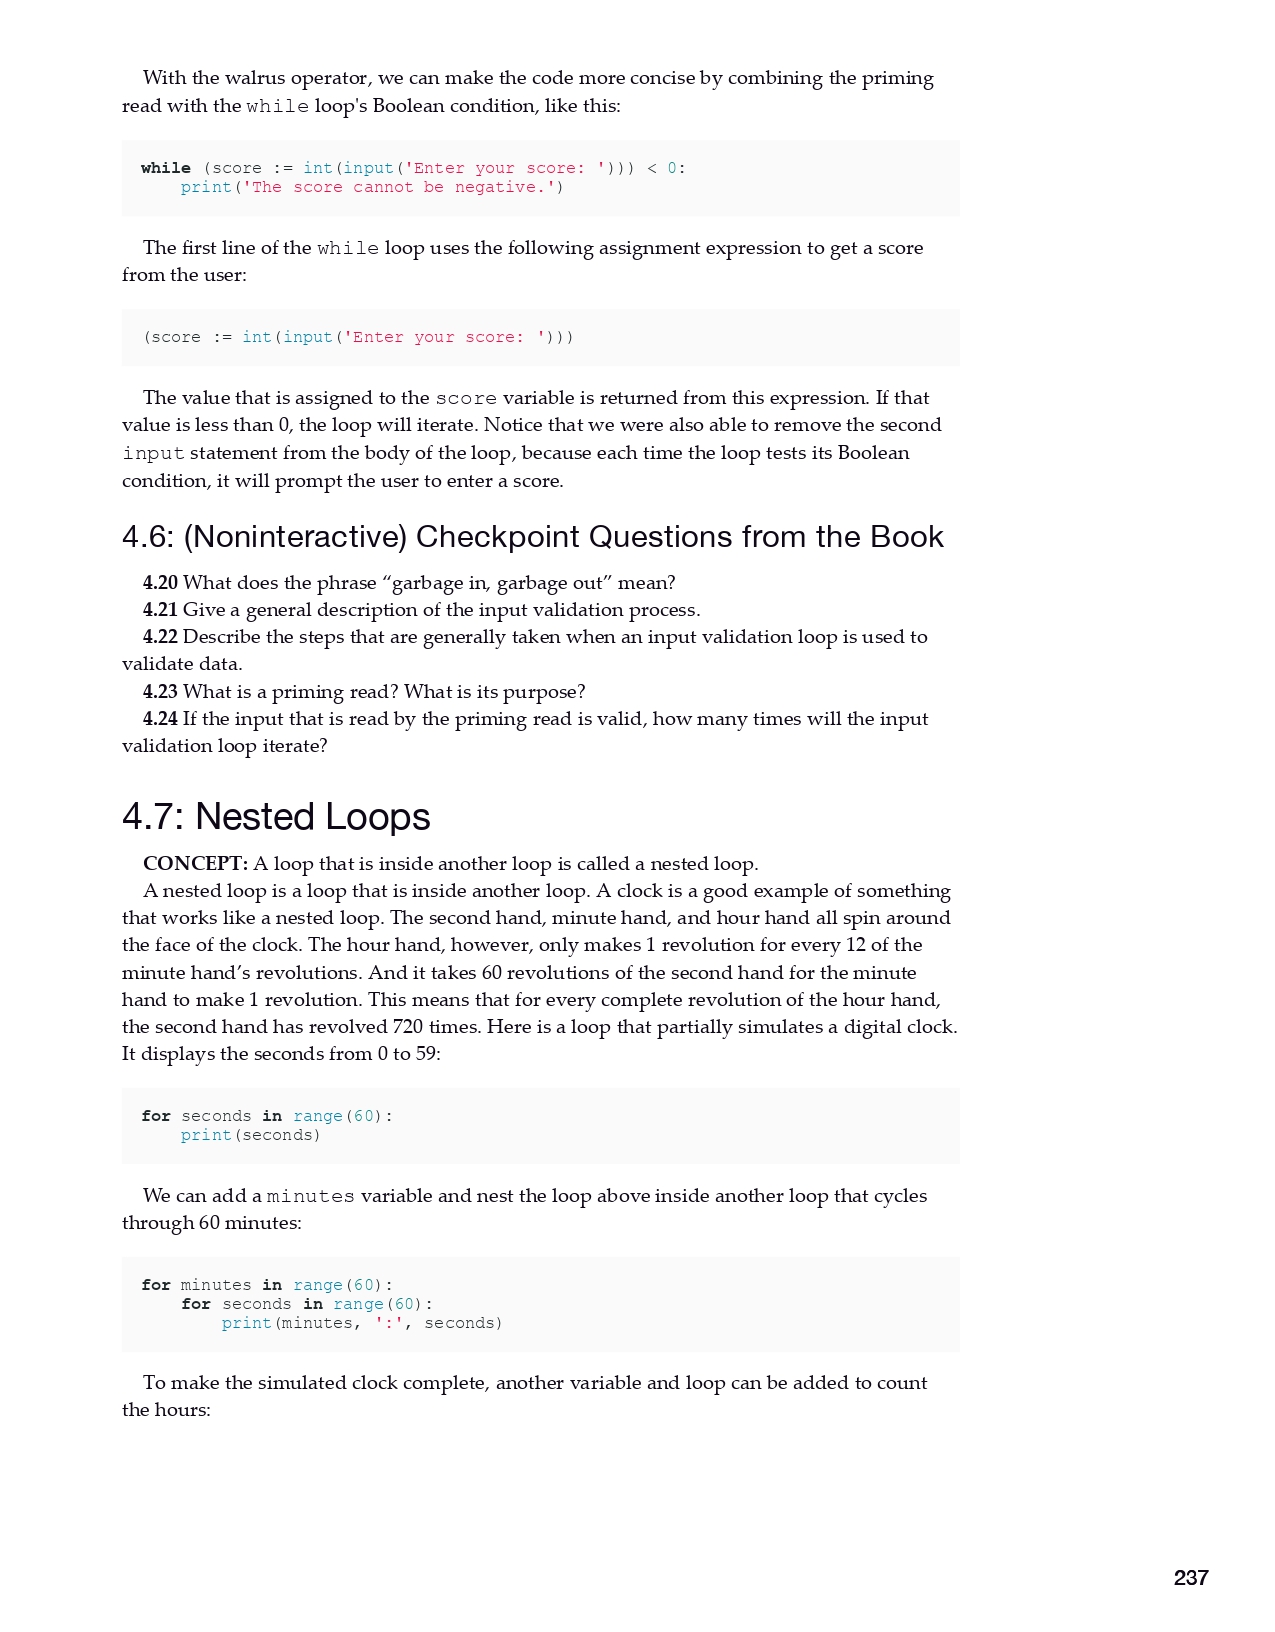 With the walrus operator, we can make the code more concise by combining the priming
read with the while loop's Boolean condition, like this:
while (score := int(input('Enter your score: '))) < 0:
    print('The score cannot be negative.')
The first line of the while loop uses the following assignment expression to get a score
from the user:
(score := int(input('Enter your score: ')))
The value that is assigned to the score variable is returned from this expression. If that
value is less than 0, the loop will iterate. Notice that we were also able to remove the second
input statement from the body of the loop, because each time the loop tests its Boolean
condition, it will prompt the user to enter a score.
4.6: (Noninteractive) Checkpoint Questions from the Book
4.20 What does the phrase “garbage in, garbage out” mean?
4.21 Give a general description of the input validation process.
4.22 Describe the steps that are generally taken when an input validation loop is used to
validate data.
4.23 What is a priming read? What is its purpose?
4.24 If the input that is read by the priming read is valid, how many times will the input
validation loop iterate?
4.7: Nested Loops
CONCEPT: A loop that is inside another loop is called a nested loop.
A nested loop is a loop that is inside another loop. A clock is a good example of something
that works like a nested loop. The second hand, minute hand, and hour hand all spin around
the face of the clock. The hour hand, however, only makes 1 revolution for every 12 of the
minute hand’s revolutions. And it takes 60 revolutions of the second hand for the minute
hand to make 1 revolution. This means that for every complete revolution of the hour hand,
the second hand has revolved 720 times. Here is a loop that partially simulates a digital clock.
It displays the seconds from 0 to 59:
for seconds in range(60):
    print(seconds)
We can add a minutes variable and nest the loop above inside another loop that cycles
through 60 minutes:
for minutes in range(60):
    for seconds in range(60):
        print(minutes, ':', seconds)
To make the simulated clock complete, another variable and loop can be added to count
the hours:
237